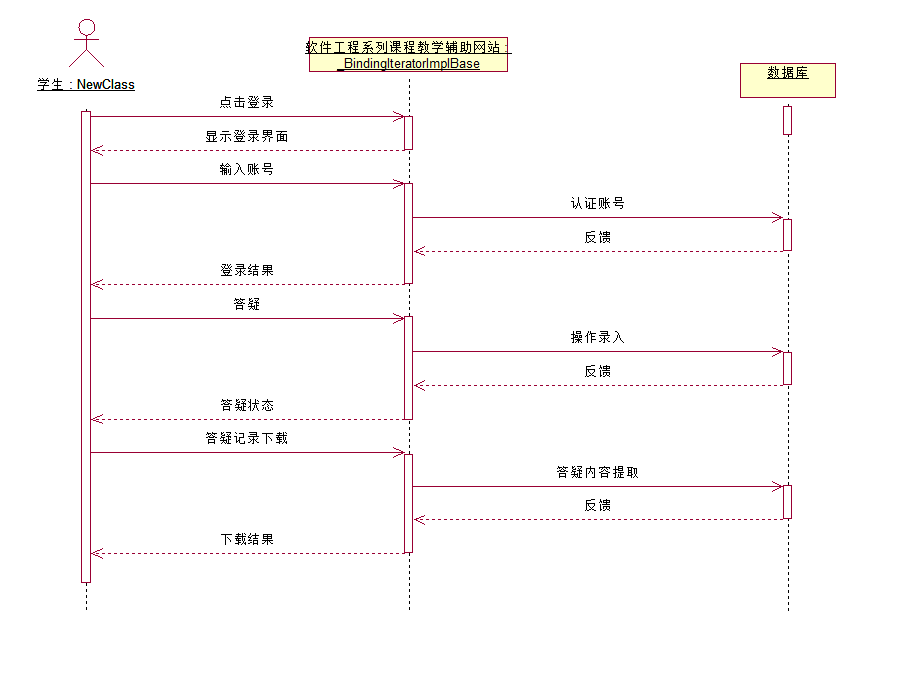 软件工程系列课程教学辅助网站：
_BindingIteratorImplBase
数据库
学生：NewClass
点击登录
显示登录界面
输入账号
认证账号
反馈
登录结果
答疑
操作录入
反馈
答疑状态
答疑记录下载
答疑内容提取
反馈
下载结果